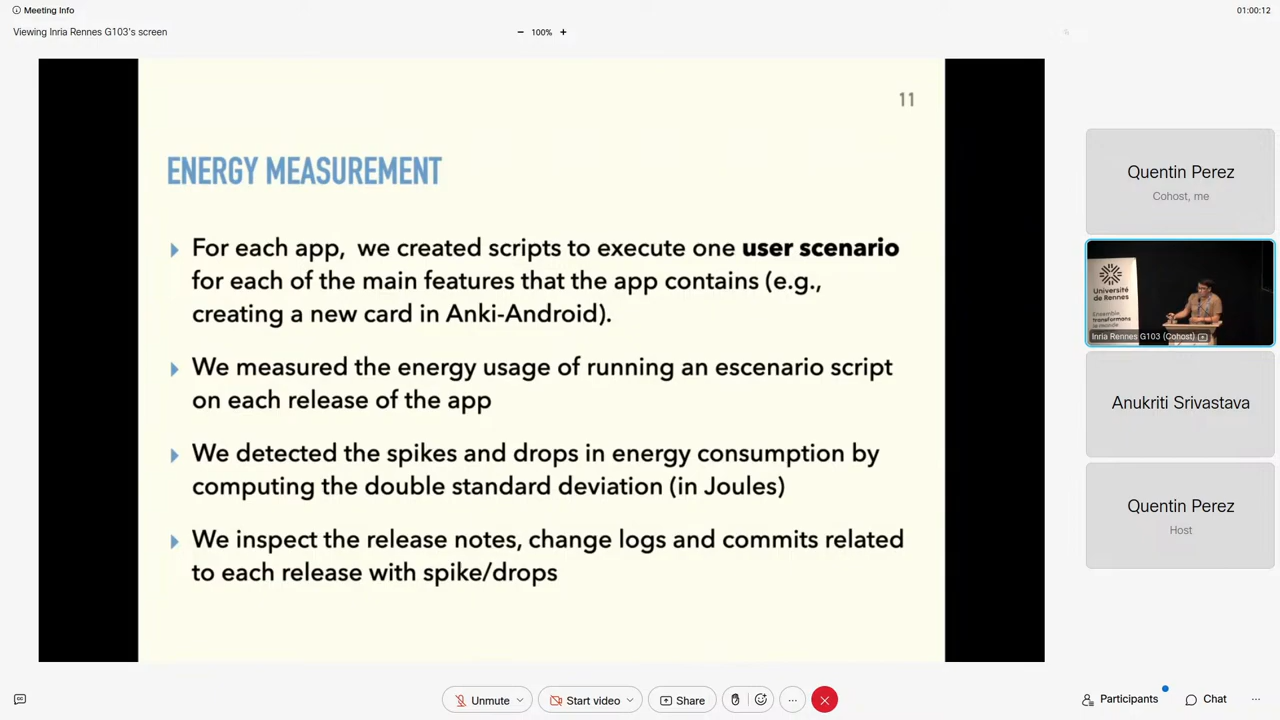 Meeting Info
01:00:12
Viewing Inria Rennes G103's screen
100%
11
ENERGY MEASUREMENT
For each app, we created scripts to execute one user scenario
for each of the main features that the app contains (e.g.,
creating a new card in Anki-Android).
We measured the energy usage of running an escenario script
on each release of the app
We detected the spikes and drops in energy consumption by
computing the double standard deviation (in Joules)
We inspect the release notes, change logs and commits related
to each release with spike/drops
Quentin Perez
Cohost, me
Université
de Rennes
Ensemble
transformons
le monde
Inria Rennes G103 (Cohost)
Anukriti Srivastava
Quentin Perez
Host
Unmute
Start video
Share
Participants
Chat